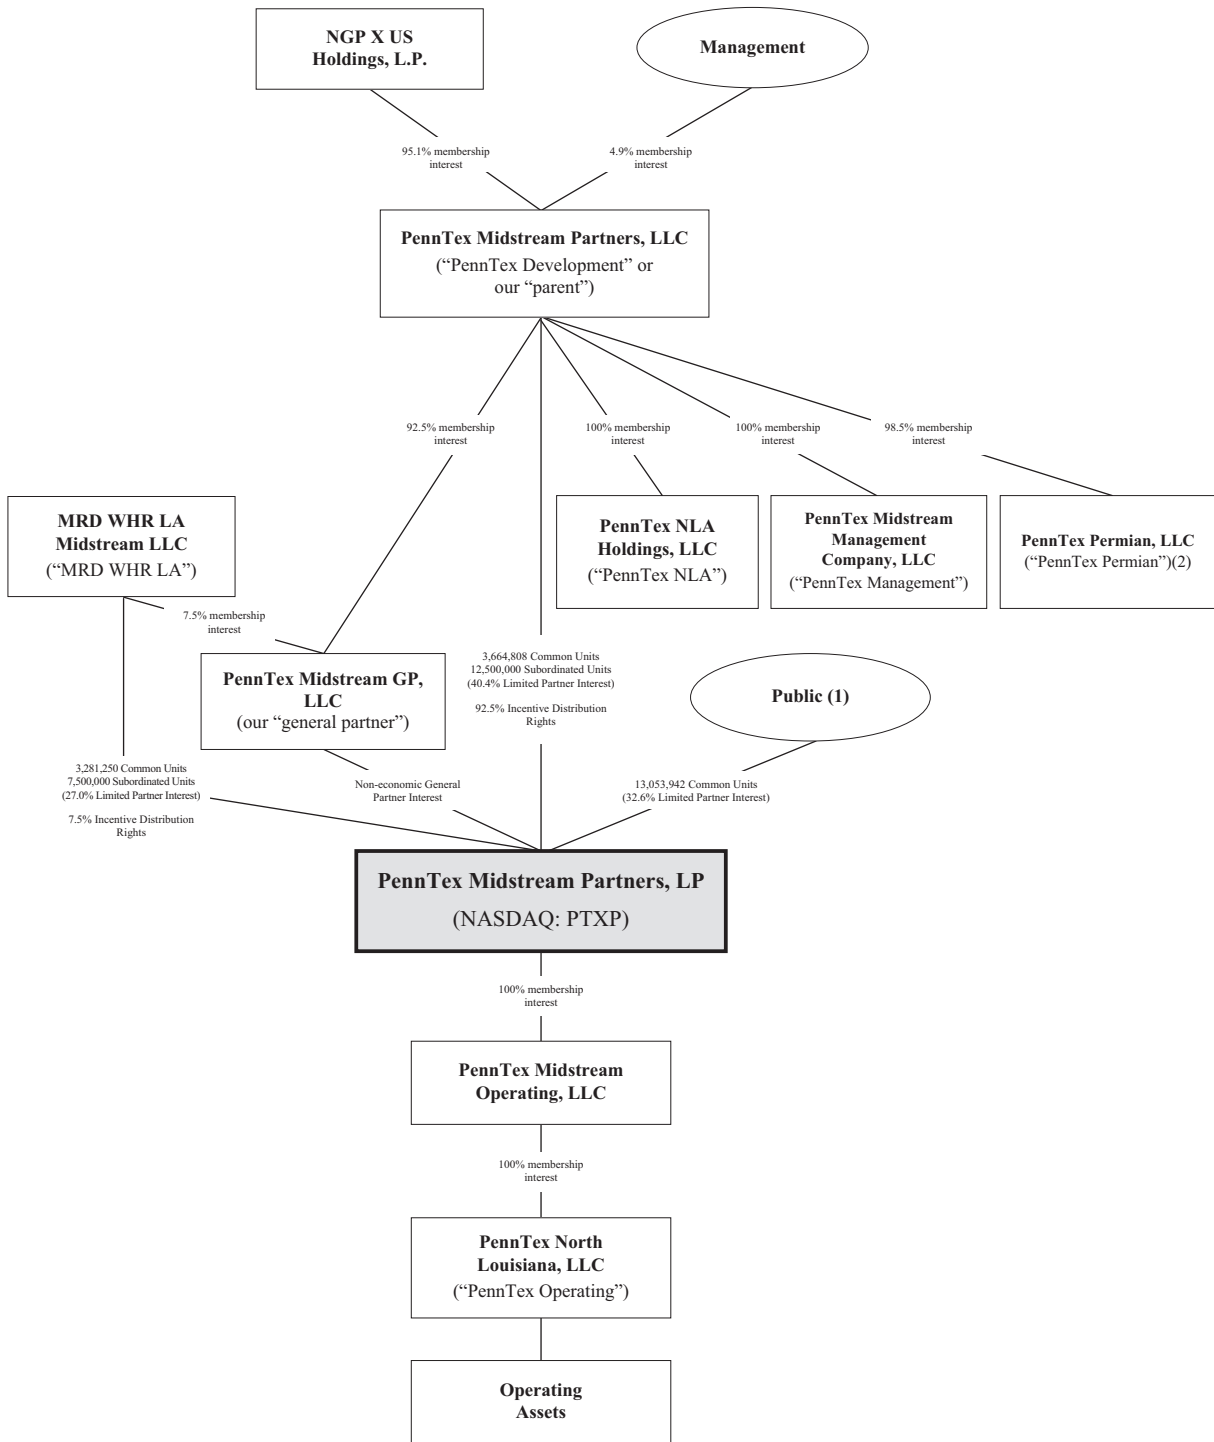 NGP X US
Holdings, L.P.
Management
95.1% membership
interest
4.9% membership
interest
PennTex Midstream Partners, LLC
(“PennTex Development” or
our “parent”)
92.5% membership
interest
100% membership
interest
100% membership
interest
98.5% membership
interest
MRD WHR LA
Midstream LLC
(“MRD WHR LA”)
PennTex NLA
Holdings, LLC
(“PennTex NLA”)
PennTex Midstream
Management
Company, LLC
(“PennTex Management”)
PennTex Permian, LLC
(“PennTex Permian”)(2)
7.5% membership
interest
PennTex Midstream GP,
LLC
(our “general partner”)
3,664,808 Common Units
12,500,000 Subordinated Units
(40.4% Limited Partner Interest)
92.5% Incentive Distribution
Rights
Public (1)
3,281,250 Common Units
7,500,000 Subordinated Units
(27.0% Limited Partner Interest)
7.5% Incentive Distribution
Rights
Non-economic General
Partner Interest
13,053,942 Common Units
(32.6% Limited Partner Interest)
PennTex Midstream Partners, LP
(NASDAQ: PTXP)
100% membership
interest
PennTex Midstream
Operating, LLC
100% membership
interest
PennTex North
Louisiana, LLC
(“PennTex Operating”)
Operating
Assets